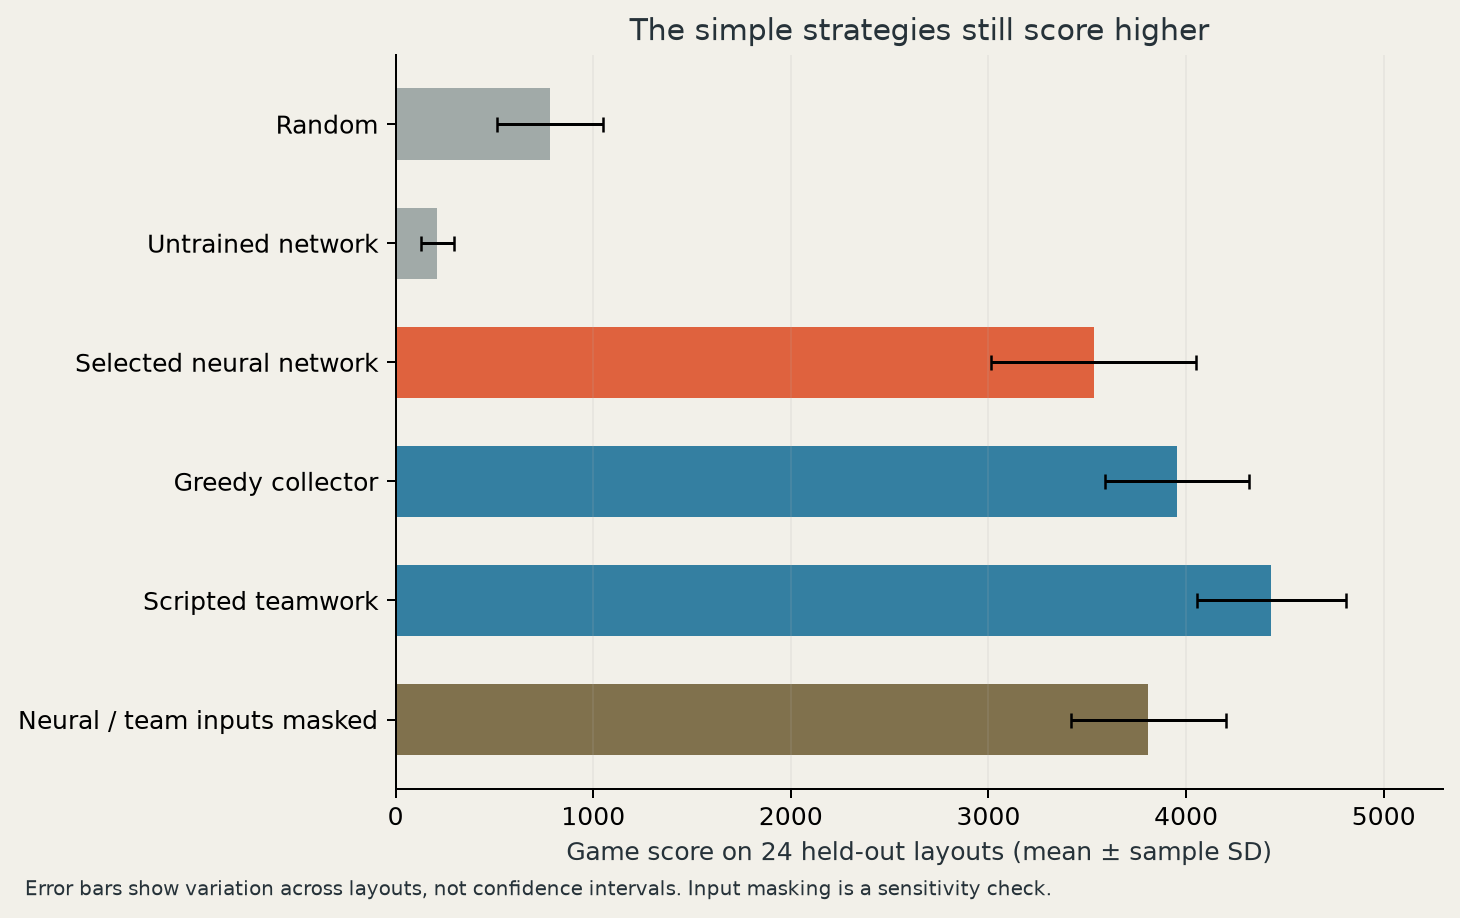 The simple strategies still score higher
Random
Untrained network
Selected neural network
Greedy collector
Scripted teamwork
Neural / team inputs masked
0 1000 2000 3000 4000 5000
Game score on 24 held-out layouts (mean ± sample SD)
Error bars show variation across layouts, not confidence intervals. Input masking is a sensitivity check.